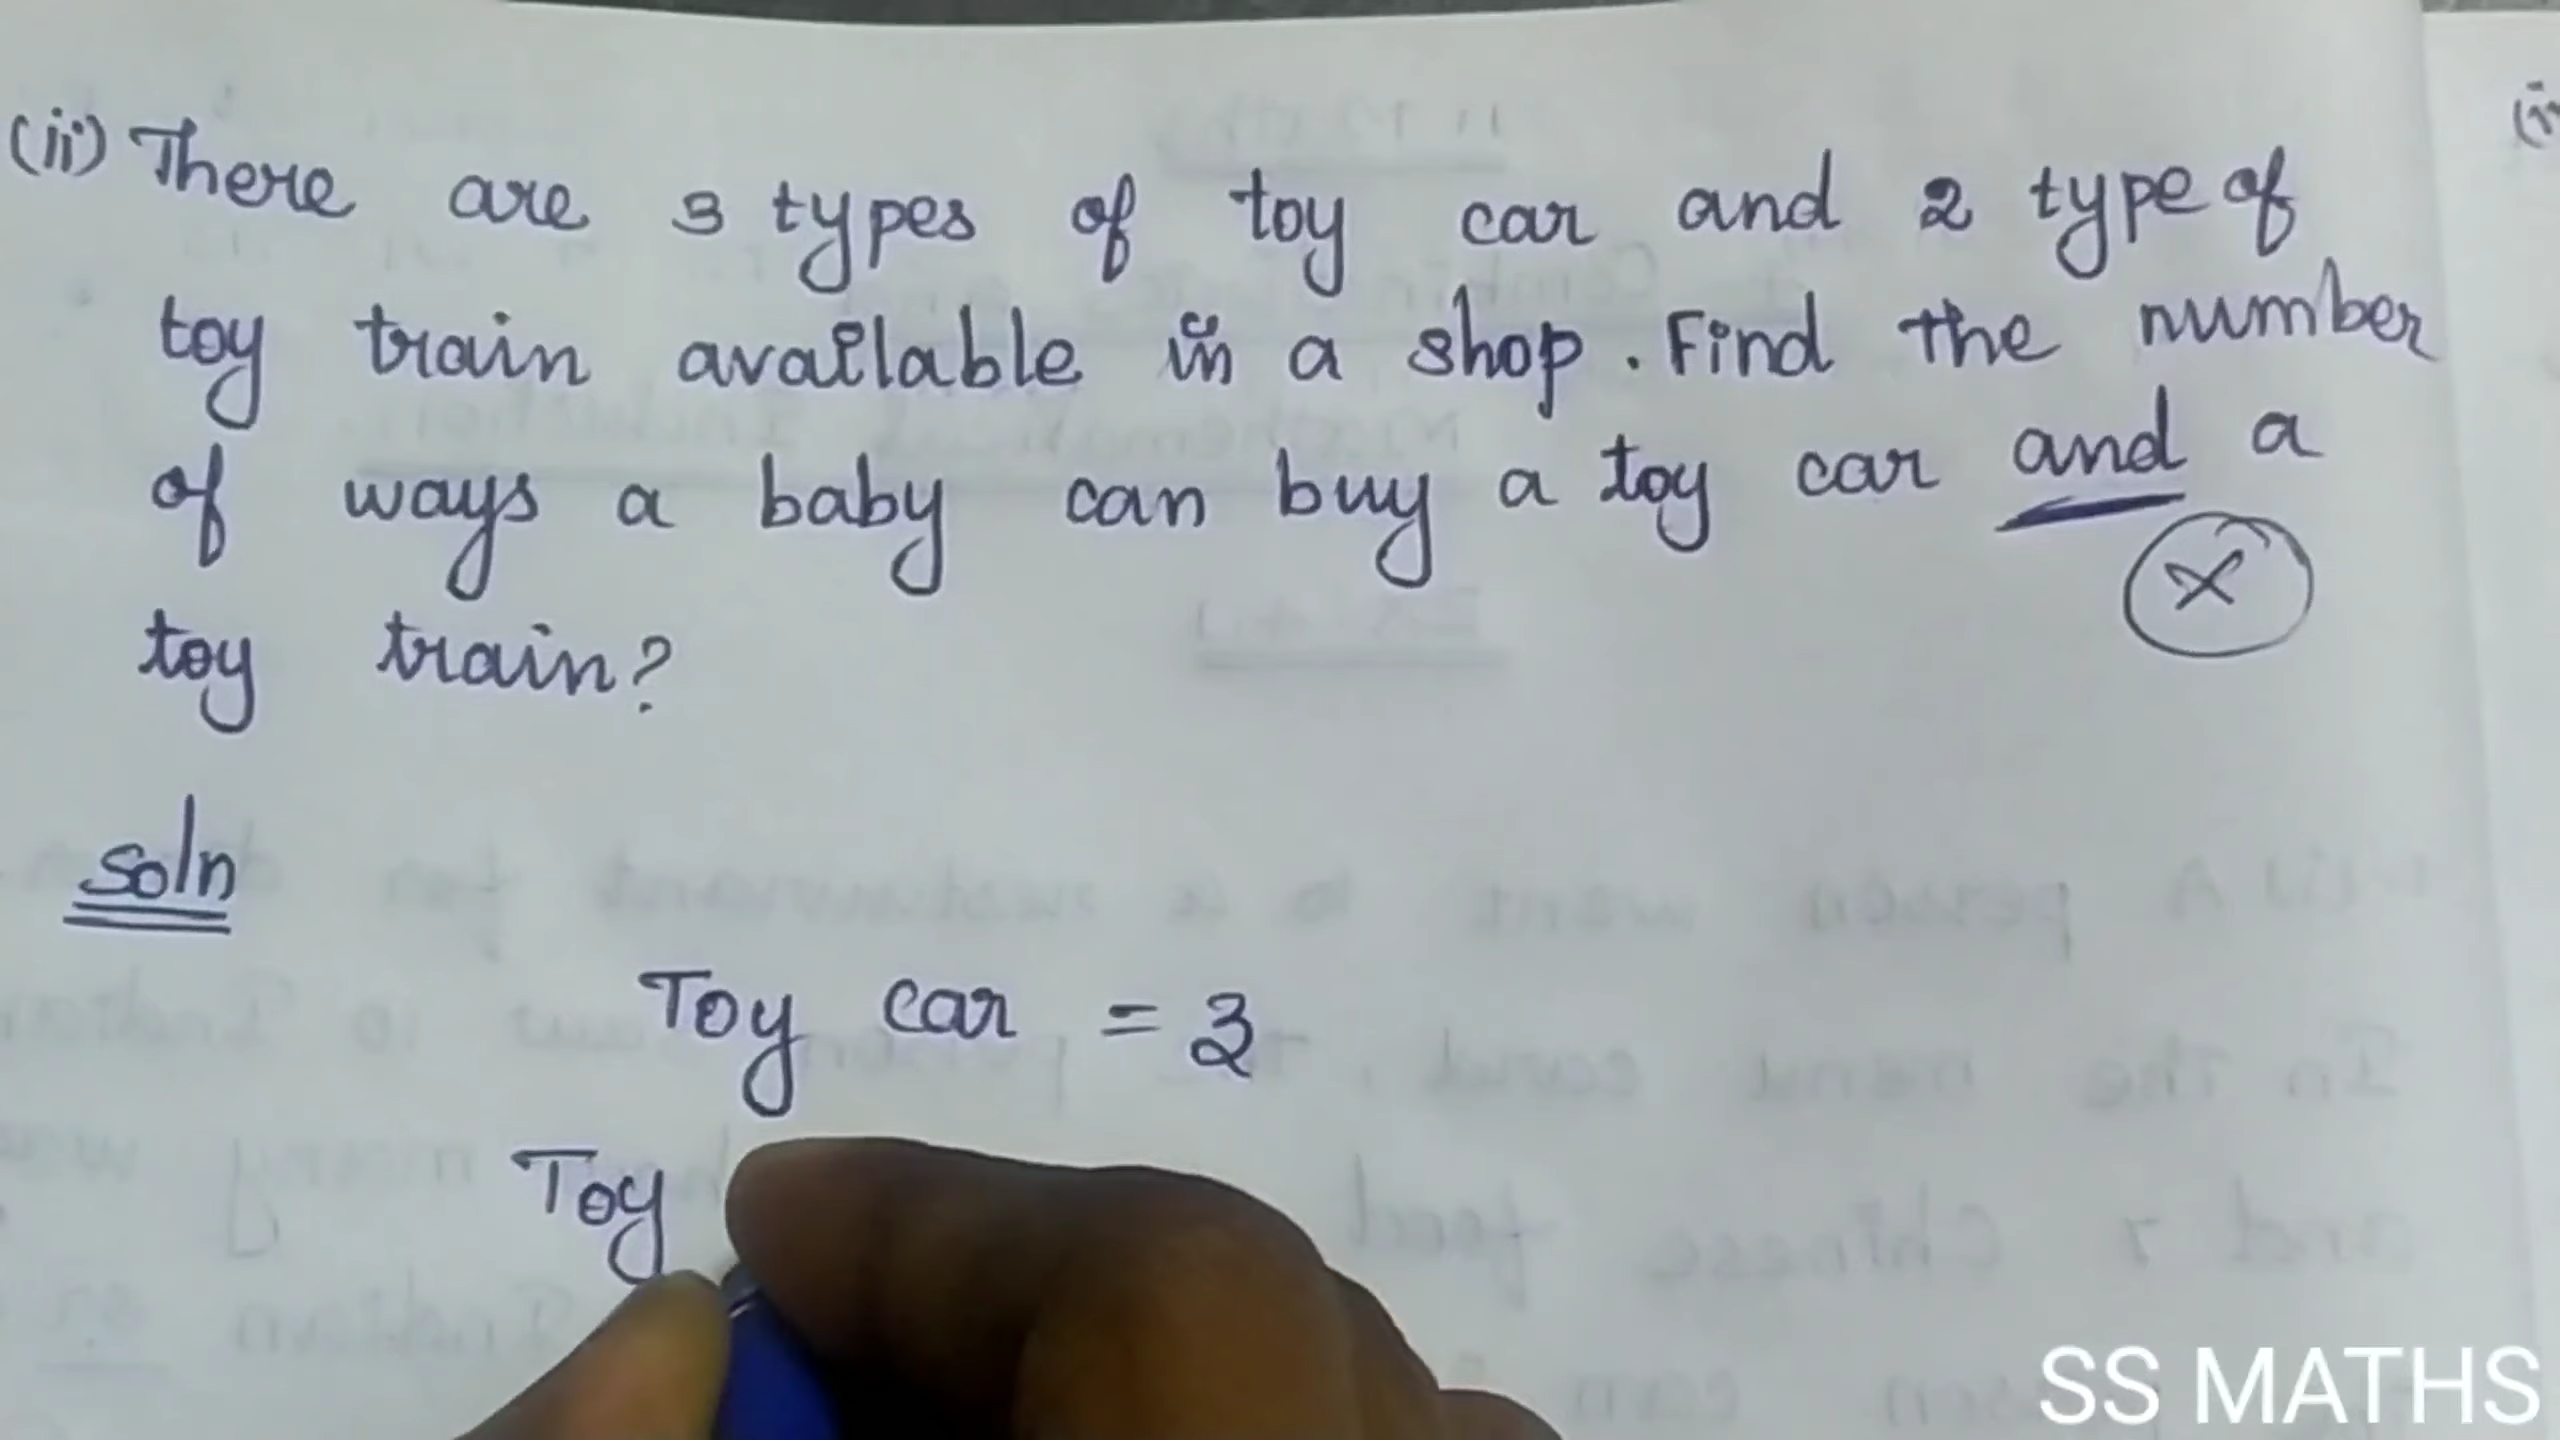 (ii) There are 3 types of toy car and 2 type of
toy train available in a shop. Find the number
of ways a baby can buy a toy car and a
×
toy train?
soln
Toy car = 3
Toy
SS MATHS